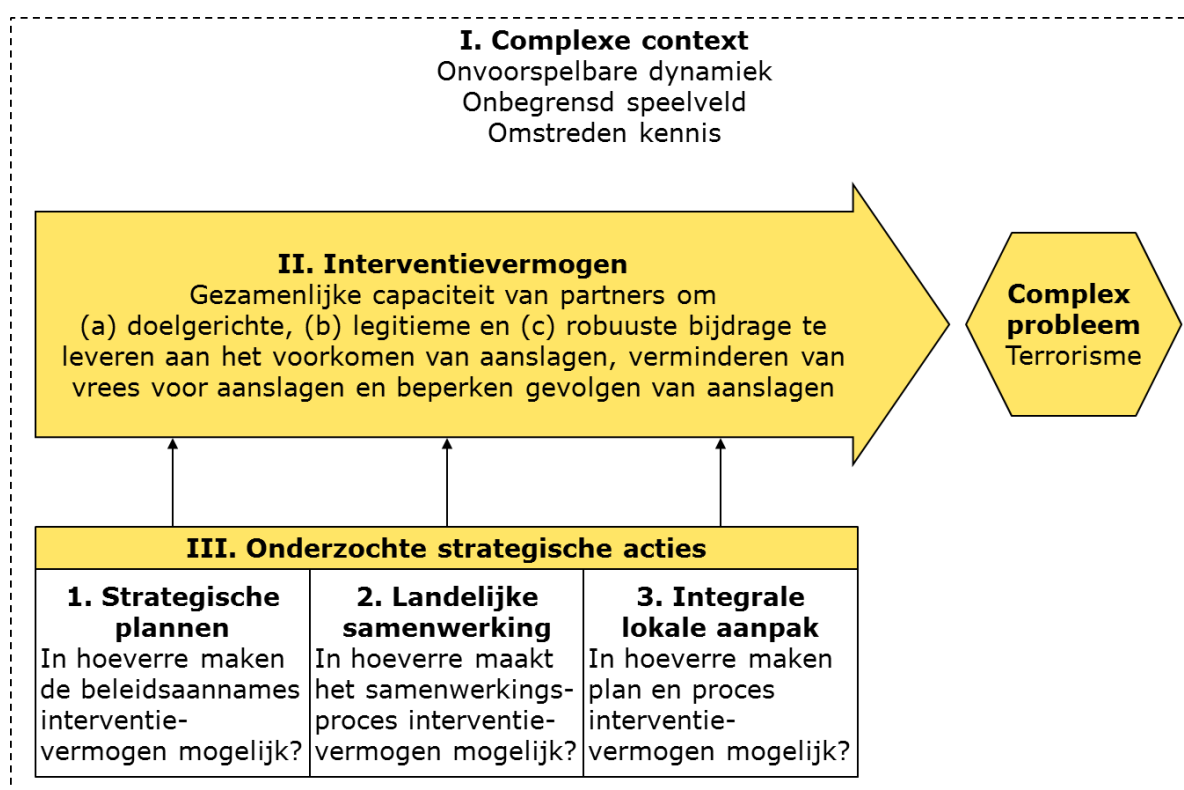 I. Complexe context
Onvoorspelbare dynamiek
Onbegrensd speelveld
Omstreden kennis
II. Interventievermogen
Gezamenlijke capaciteit van partners om
(a) doelgerichte, (b) legitieme en (c) robuuste bijdrage te
leveren aan het voorkomen van aanslagen, verminderen van
vrees voor aanslagen en beperken gevolgen van aanslagen
Complex
probleem
Terrorisme
III. Onderzochte strategische acties
1. Strategische
plannen
In hoeverre maken
de beleidsaannames
interventie-
vermogen mogelijk?
2. Landelijke
samenwerking
In hoeverre maakt
het samenwerkings-
proces interventie-
vermogen mogelijk?
3. Integrale
lokale aanpak
In hoeverre maken
plan en proces
interventie-
vermogen mogelijk?